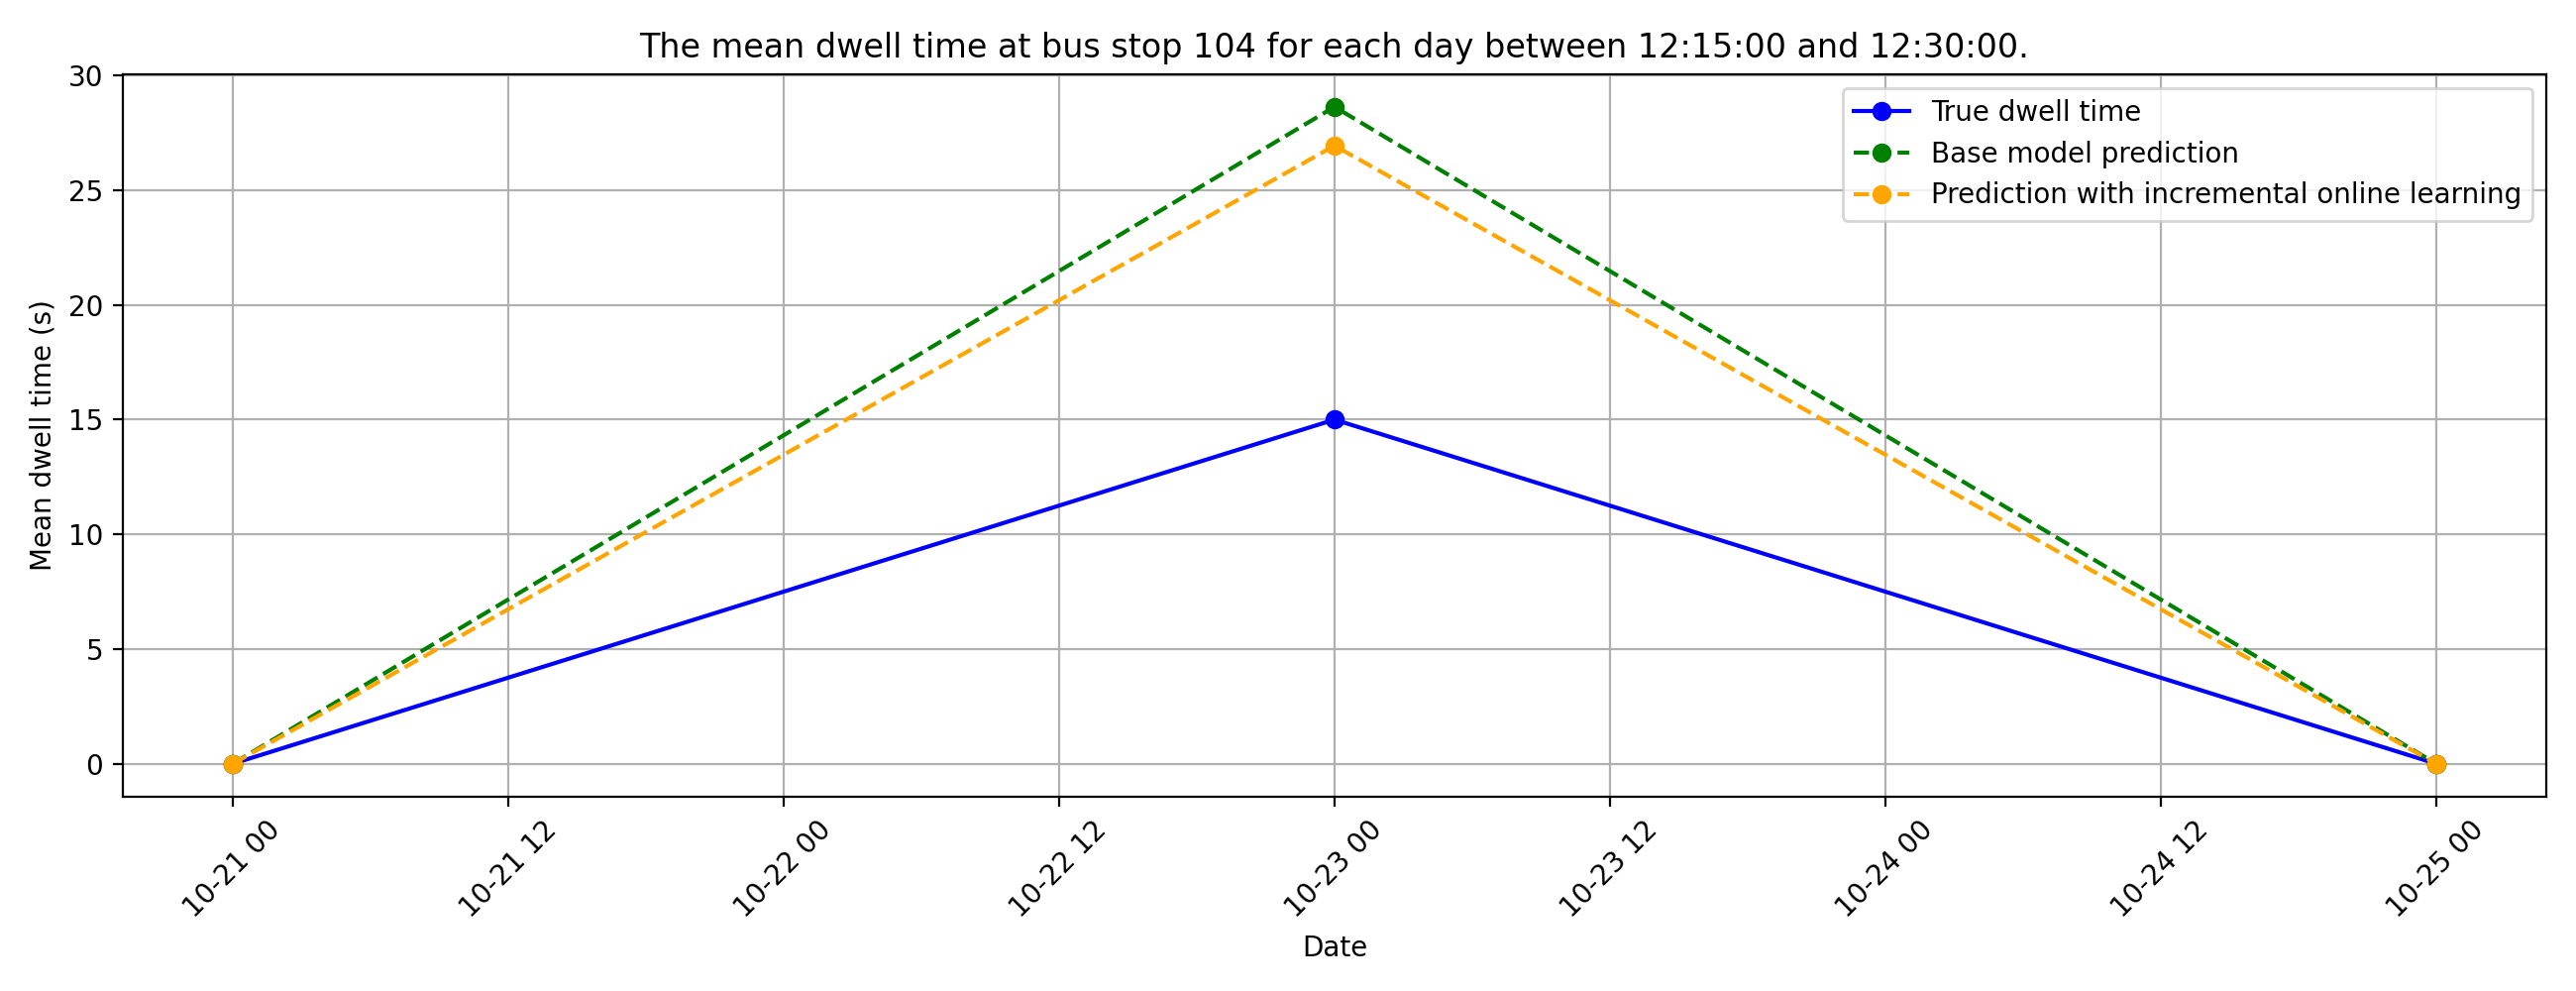 The mean dwell time at bus stop 104 for each day between 12:15:00 and 12:30:00.
30
25
20
15
10
5
0
Mean dwell time (s)
True dwell time
Base model prediction
Prediction with incremental online learning
10-21 00
10-21 12
10-22 00
10-22 12
10-23 00
10-23 12
10-24 00
10-24 12
10-25 00
Date